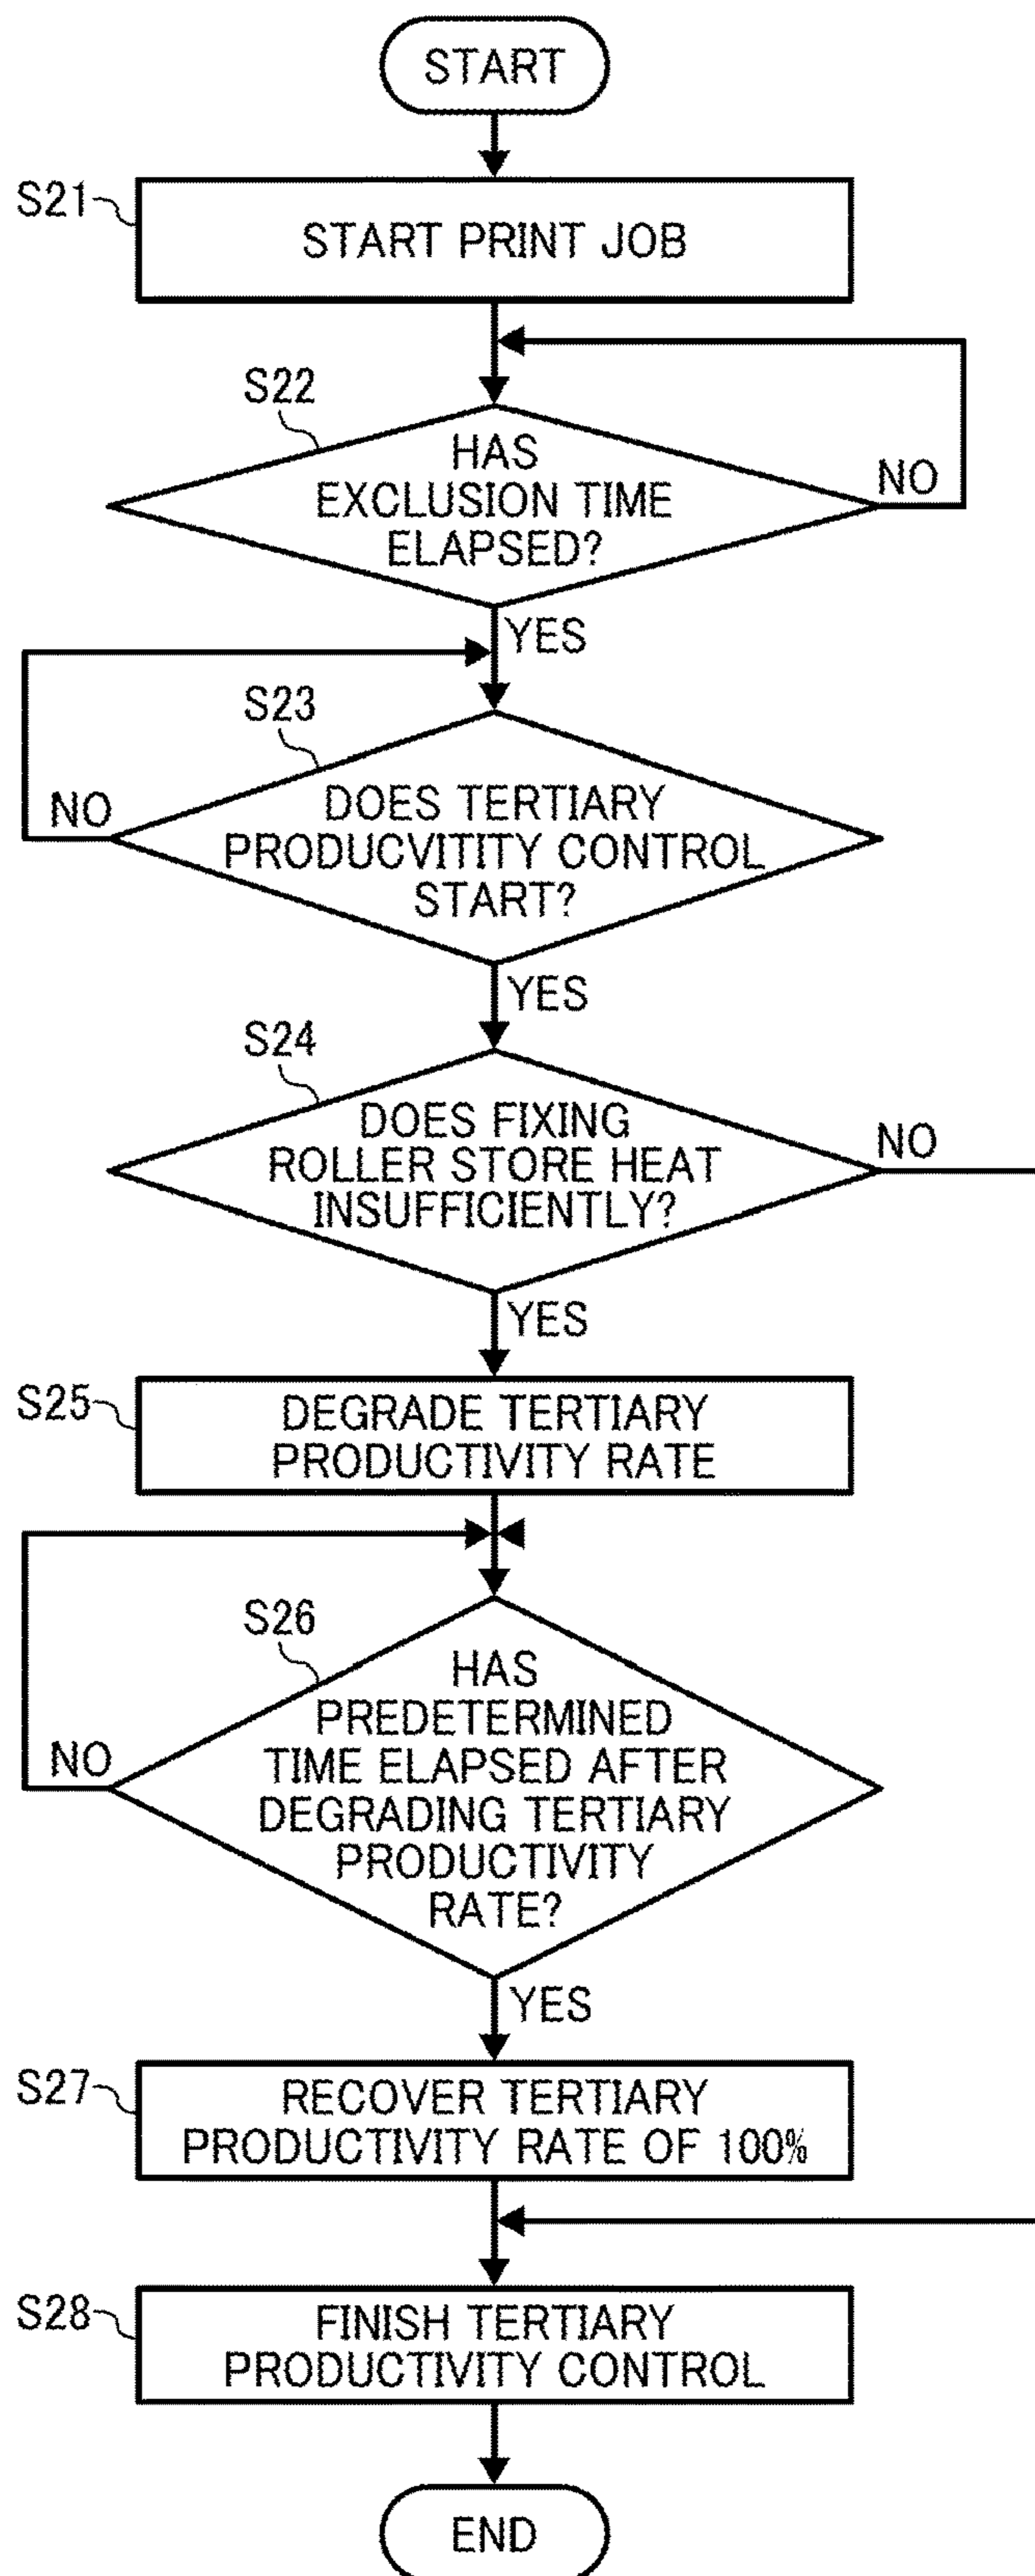 START
S21
START PRINT JOB
S22
HAS
EXCLUSION TIME
ELAPSED?
NO
YES
S23
DOES TERTIARY
PRODUCVITITY CONTROL
START?
NO
YES
S24
DOES FIXING
ROLLER STORE HEAT
INSUFFICIENTLY?
NO
YES
S25
DEGRADE TERTIARY
PRODUCTIVITY RATE
S26
HAS
PREDETERMINED
TIME ELAPSED AFTER
DEGRADING TERTIARY
PRODUCTIVITY
RATE?
NO
YES
S27
RECOVER TERTIARY
PRODUCTIVITY RATE OF 100%
S28
FINISH TERTIARY
PRODUCTIVITY CONTROL
END